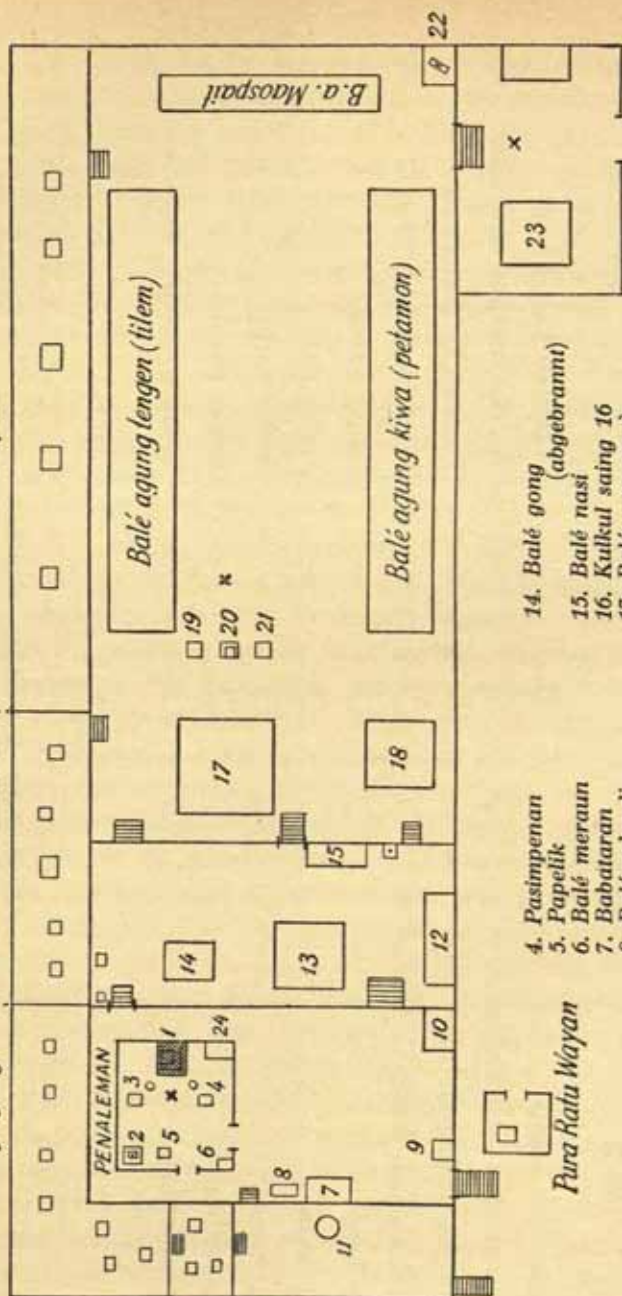 PENALEMAN
1
2
3
4
5
6
24
7
8
9
10
11
12
13
14
15
17
18
19
20
21
Balé agung lengen (tilem)
Balé agung kiwa (petamon)
B. a. Maospait
8
22
23
Pura Ratu Wayan
4. Pasimpenan
5. Papelik
6. Balé meraun
7. Babataran
14. Balé gong
(abgebrannt)
15. Balé nasi
16. Kulkul saing 16